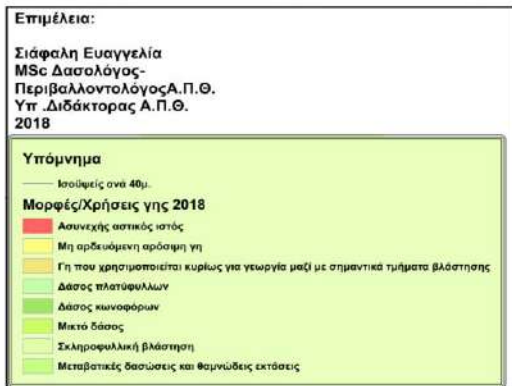 Επιμέλεια:
Σιάφαλη Ευαγγελία
MSc Δασολόγος-
ΠεριβαλλοντολόγοςΑ.Π.Θ.
Υπ .Διδάκτορας Α.Π.Θ.
2018
Υπόμνημα
Ισοϋψείς ανά 40μ.
Μορφές/Χρήσεις γης 2018
Ασυνεχής αστικός ιστός
Μη αρδευόμενη αρόσιμη γη
Γη που χρησιμοποιείται κυρίως για γεωργία μαζί με σημαντικά τμήματα βλάστησης
Δάσος πλατύφυλλων
Δάσος κωνοφόρων
Μικτό δάσος
Σκληροφυλλική βλάστηση
Μεταβατικές δασώσεις και θαμνώδεις εκτάσεις